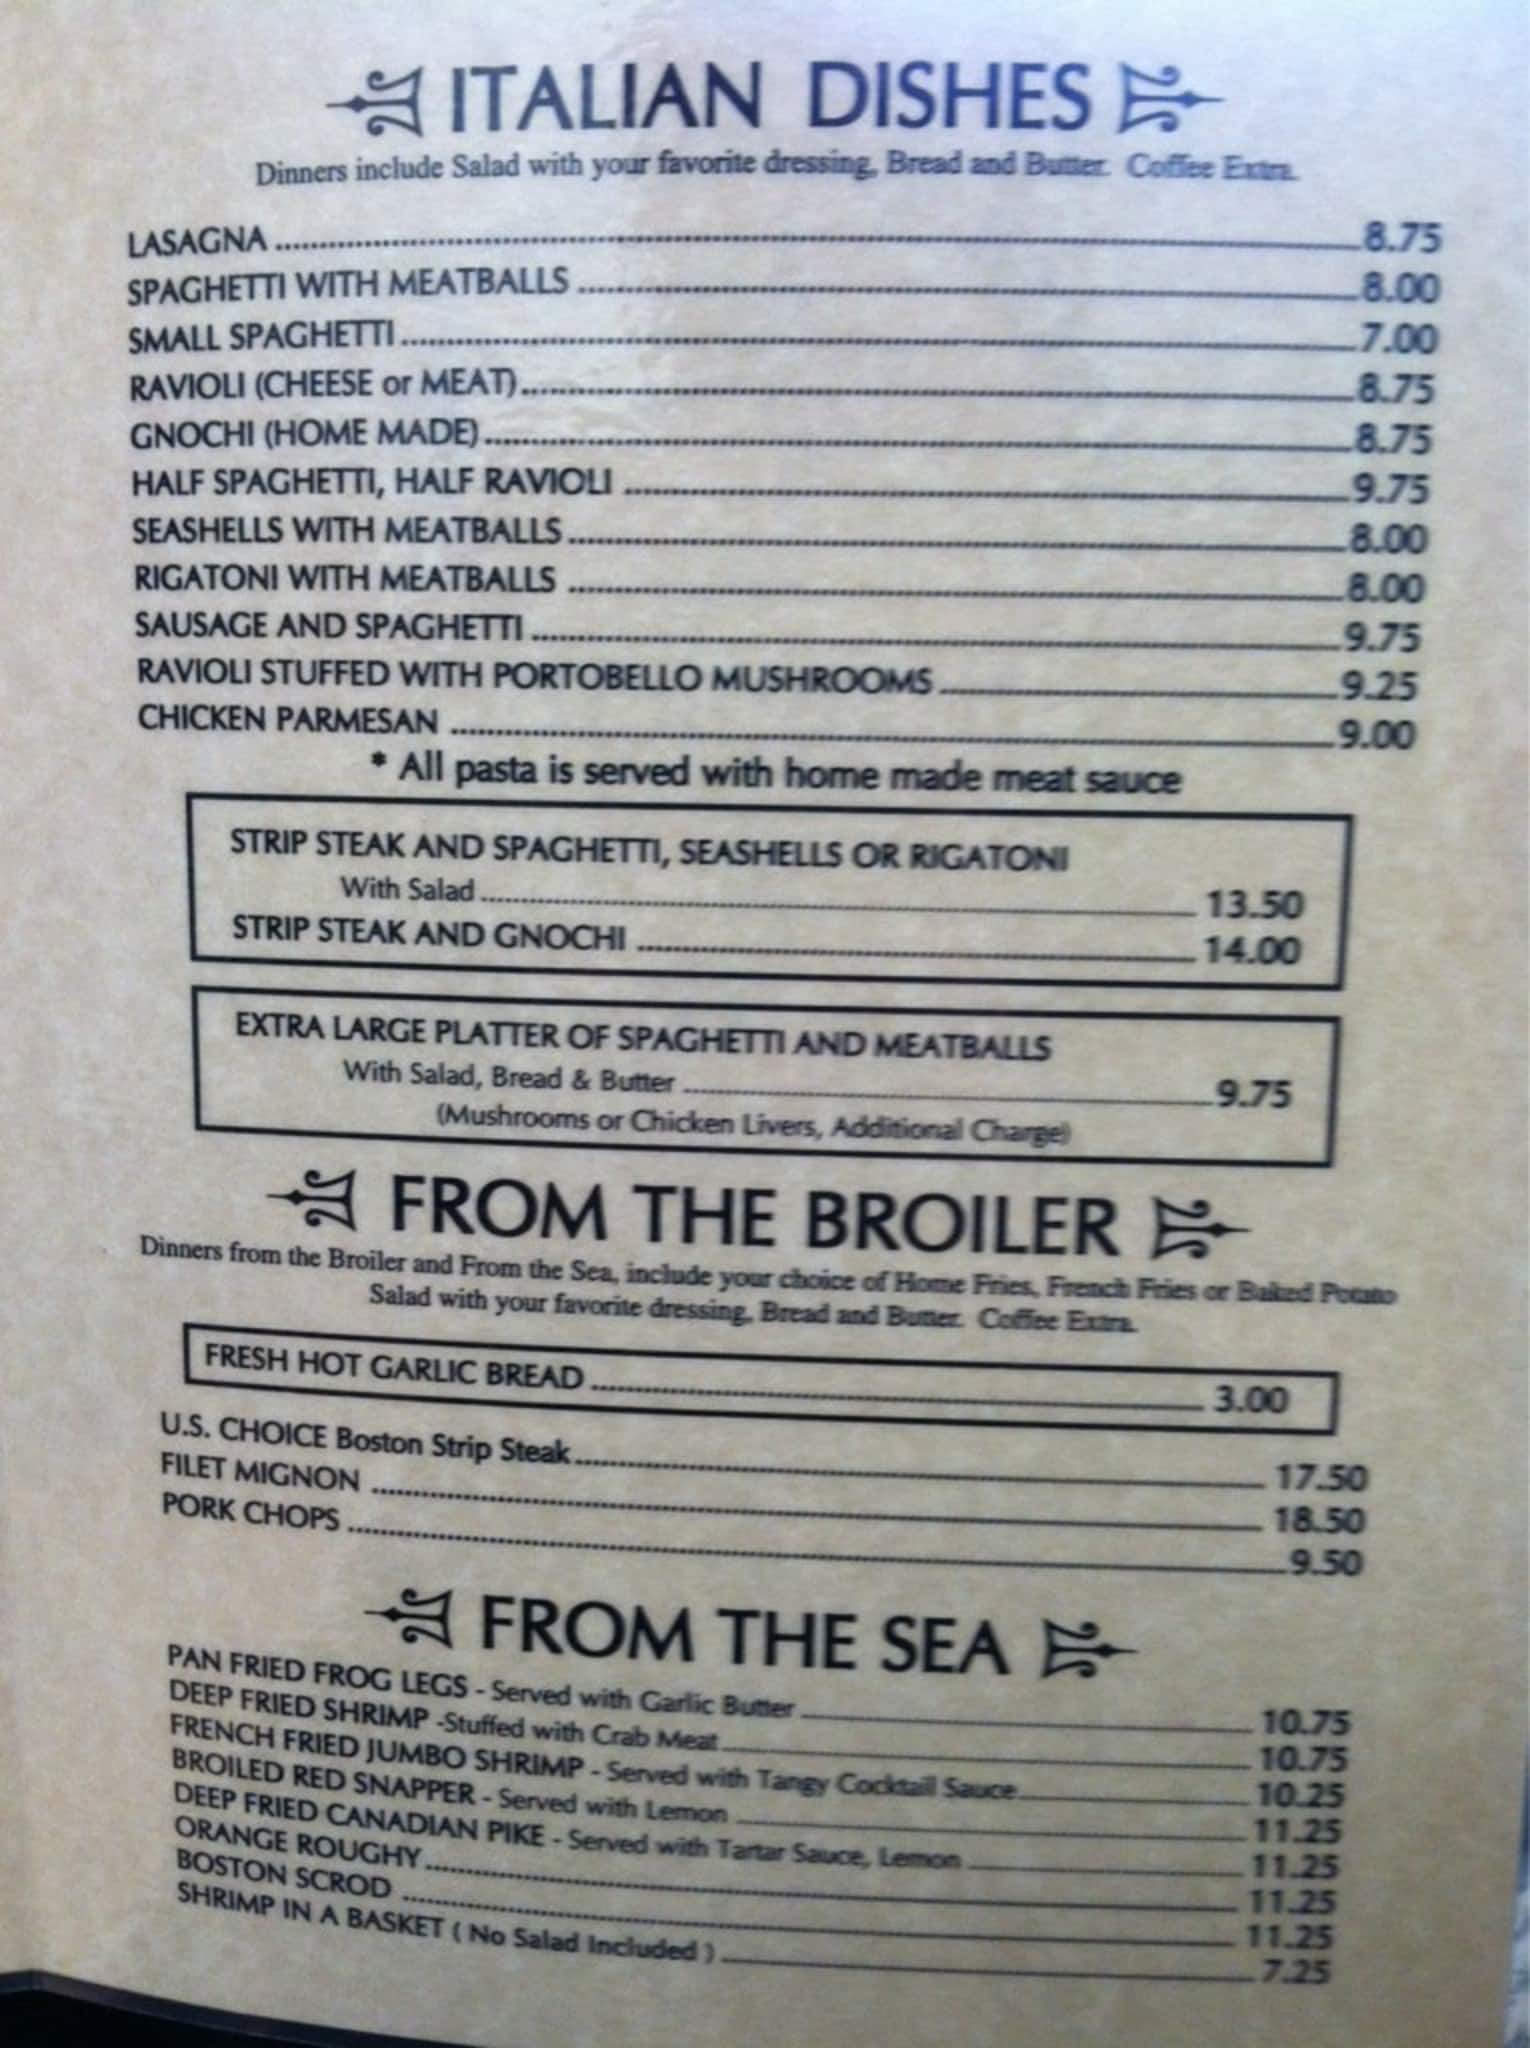 ITALIAN DISHES
Dinners include Salad with your favorite dressing, Bread and Butter. Coffee Extra.
LASAGNA 8.75
SPAGHETTI WITH MEATBALLS 8.00
SMALL SPAGHETTI 7.00
RAVIOLI (CHEESE or MEAT) 8.75
GNOCHI (HOME MADE) 8.75
HALF SPAGHETTI, HALF RAVIOLI 9.75
SEASHELLS WITH MEATBALLS 8.00
RIGATONI WITH MEATBALLS 8.00
SAUSAGE AND SPAGHETTI 9.75
RAVIOLI STUFFED WITH PORTOBELLO MUSHROOMS 9.25
CHICKEN PARMESAN 9.00
* All pasta is served with home made meat sauce
STRIP STEAK AND SPAGHETTI, SEASHELLS OR RIGATONI
With Salad 13.50
STRIP STEAK AND GNOCHI 14.00
EXTRA LARGE PLATTER OF SPAGHETTI AND MEATBALLS
With Salad, Bread & Butter 9.75
(Mushrooms or Chicken Livers, Additional Charge)
FROM THE BROILER
Dinners from the Broiler and From the Sea, include your choice of Home Fries, French Fries or Baked Potato
Salad with your favorite dressing, Bread and Butter. Coffee Extra.
FRESH HOT GARLIC BREAD 3.00
U.S. CHOICE Boston Strip Steak 17.50
FILET MIGNON 18.50
PORK CHOPS 9.50
FROM THE SEA
PAN FRIED FROG LEGS - Served with Garlic Butter 10.75
DEEP FRIED SHRIMP -Stuffed with Crab Meat 10.75
FRENCH FRIED JUMBO SHRIMP - Served with Tangy Cocktail Sauce 10.25
BROILED RED SNAPPER - Served with Lemon 11.25
DEEP FRIED CANADIAN PIKE - Served with Tartar Sauce, Lemon 11.25
ORANGE ROUGHY 11.25
BOSTON SCROD 11.25
SHRIMP IN A BASKET ( No Salad Included ) 7.25